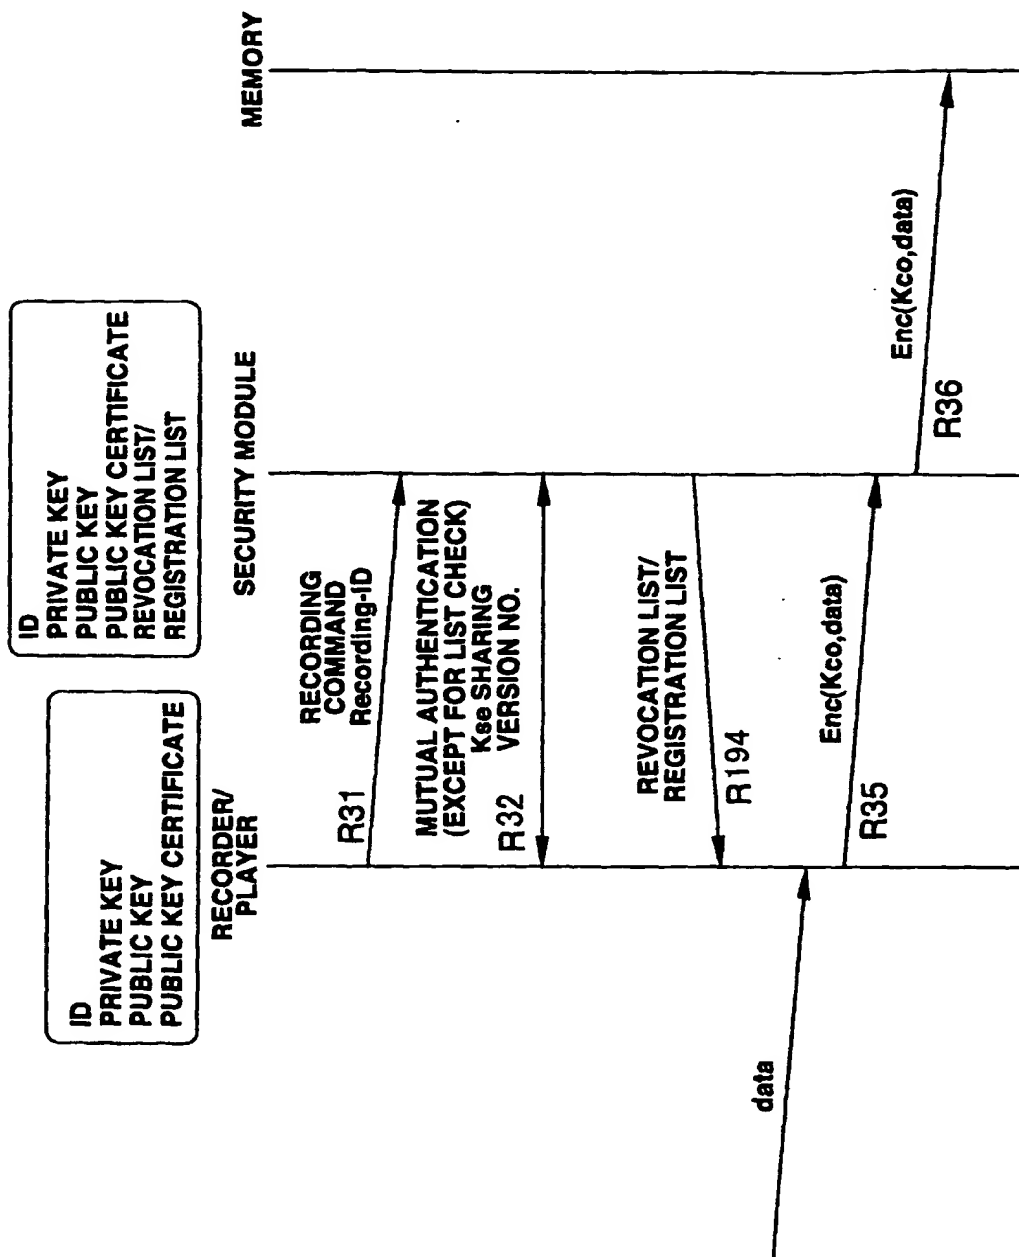 ID
PRIVATE KEY
PUBLIC KEY
PUBLIC KEY CERTIFICATE
RECORDER/
PLAYER
ID
PRIVATE KEY
PUBLIC KEY
PUBLIC KEY CERTIFICATE
REVOCATION LIST/
REGISTRATION LIST
SECURITY MODULE
MEMORY
RECORDING
COMMAND
Recording-ID
R31
MUTUAL AUTHENTICATION
(EXCEPT FOR LIST CHECK)
Kse SHARING
VERSION NO.
R32
REVOCATION LIST/
REGISTRATION LIST
R194
data
Enc(Kco,data)
R35
Enc(Kco,data)
R36